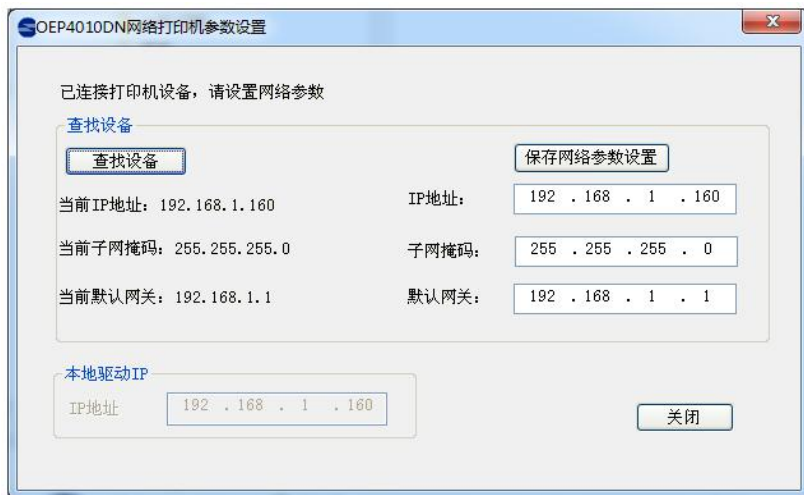 OEP4010DN网络打印机参数设置
已连接打印机设备，请设置网络参数
查找设备
查找设备 保存网络参数设置
当前IP地址：192.168.1.160 IP地址： 192 . 168 . 1 . 160
当前子网掩码：255.255.255.0 子网掩码： 255 . 255 . 255 . 0
当前默认网关：192.168.1.1 默认网关： 192 . 168 . 1 . 1
本地驱动IP
IP地址 192 . 168 . 1 . 160
关闭